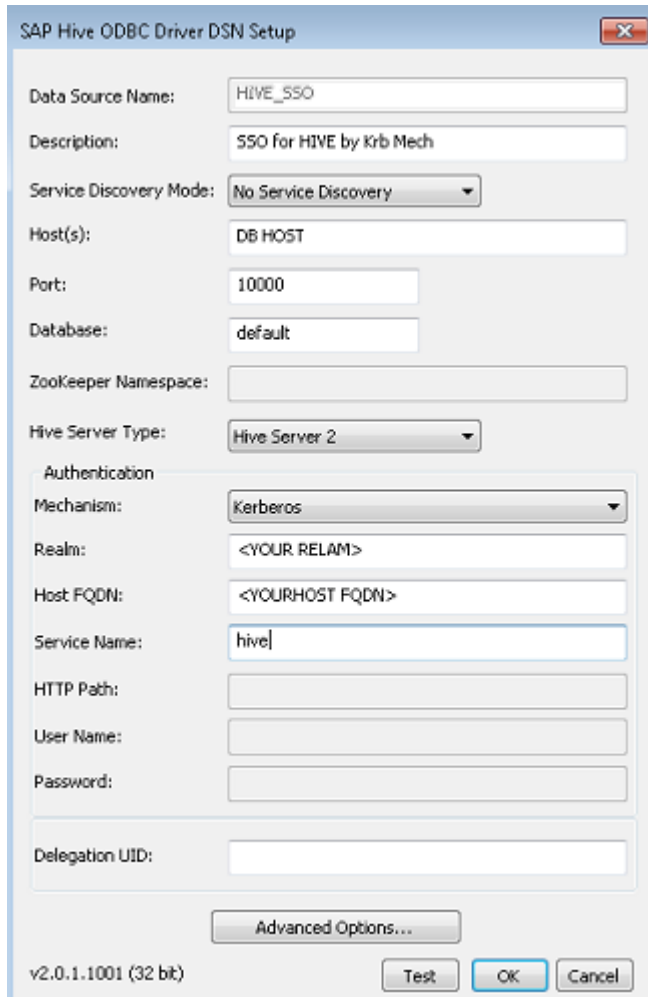 SAP Hive ODBC Driver DSN Setup
Data Source Name: HIVE_SSO
Description: SSO for HIVE by Krb Mech
Service Discovery Mode: No Service Discovery
Host(s): DB HOST
Port: 10000
Database: default
ZooKeeper Namespace:
Hive Server Type: Hive Server 2
Authentication
Mechanism: Kerberos
Realm: <YOUR RELAM>
Host FQDN: <YOURHOST FQDN>
Service Name: hive
HTTP Path:
User Name:
Password:
Delegation UID:
Advanced Options...
v2.0.1.1001 (32 bit) Test OK Cancel